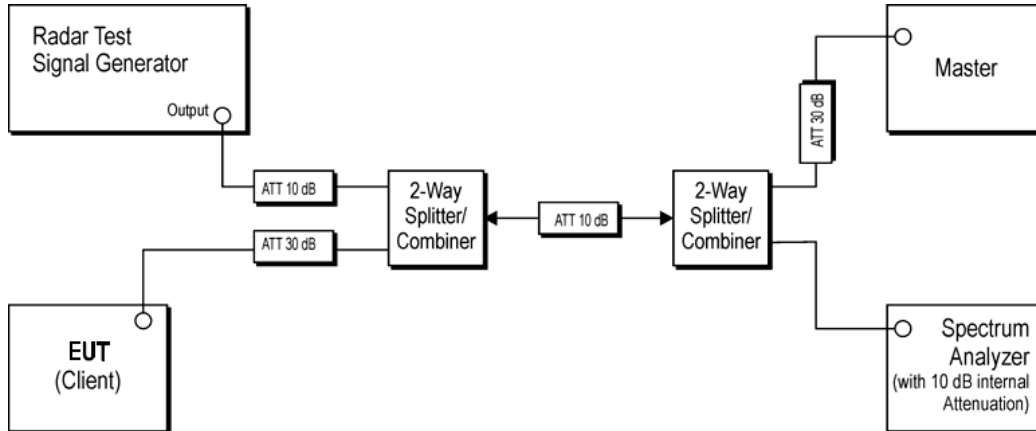 Radar Test
Signal Generator
Output
ATT 10 dB
ATT 30 dB
2-Way
Splitter/
Combiner
ATT 10 dB
2-Way
Splitter/
Combiner
ATT 30 dB
Master
EUT
(Client)
Spectrum
Analyzer
(with 10 dB internal
Attenuation)